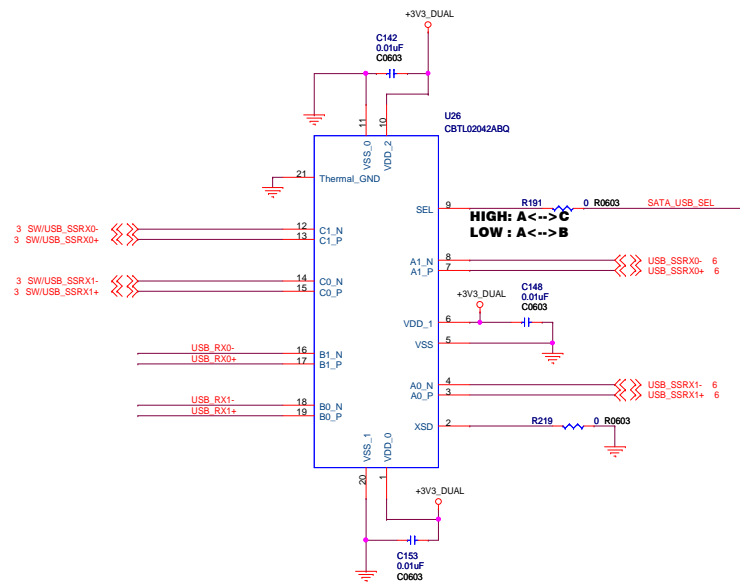 +3V3_DUAL
C142
0.01uF
C0603
U26
CBTL02042ABQ
11
10
VSS_0
VDD_2
21
Thermal_GND
SEL
9
R191
0
R0603
SATA_USB_SEL
HIGH: A<-->C
LOW : A<-->B
3 SW/USB_SSRX0-
12
C1_N
3 SW/USB_SSRX0+
13
C1_P
A1_N
8
USB_SSRX0- 6
A1_P
7
USB_SSRX0+ 6
3 SW/USB_SSRX1-
14
C0_N
3 SW/USB_SSRX1+
15
C0_P
C148
+3V3_DUAL
0.01uF
C0603
VDD_1
6
VSS
5
USB_RX0-
16
B1_N
USB_RX0+
17
B1_P
A0_N
4
USB_SSRX1- 6
A0_P
3
USB_SSRX1+ 6
USB_RX1-
18
B0_N
USB_RX1+
19
B0_P
XSD
2
R219
0
R0603
VSS_1
VDD_0
20
1
+3V3_DUAL
C153
0.01uF
C0603